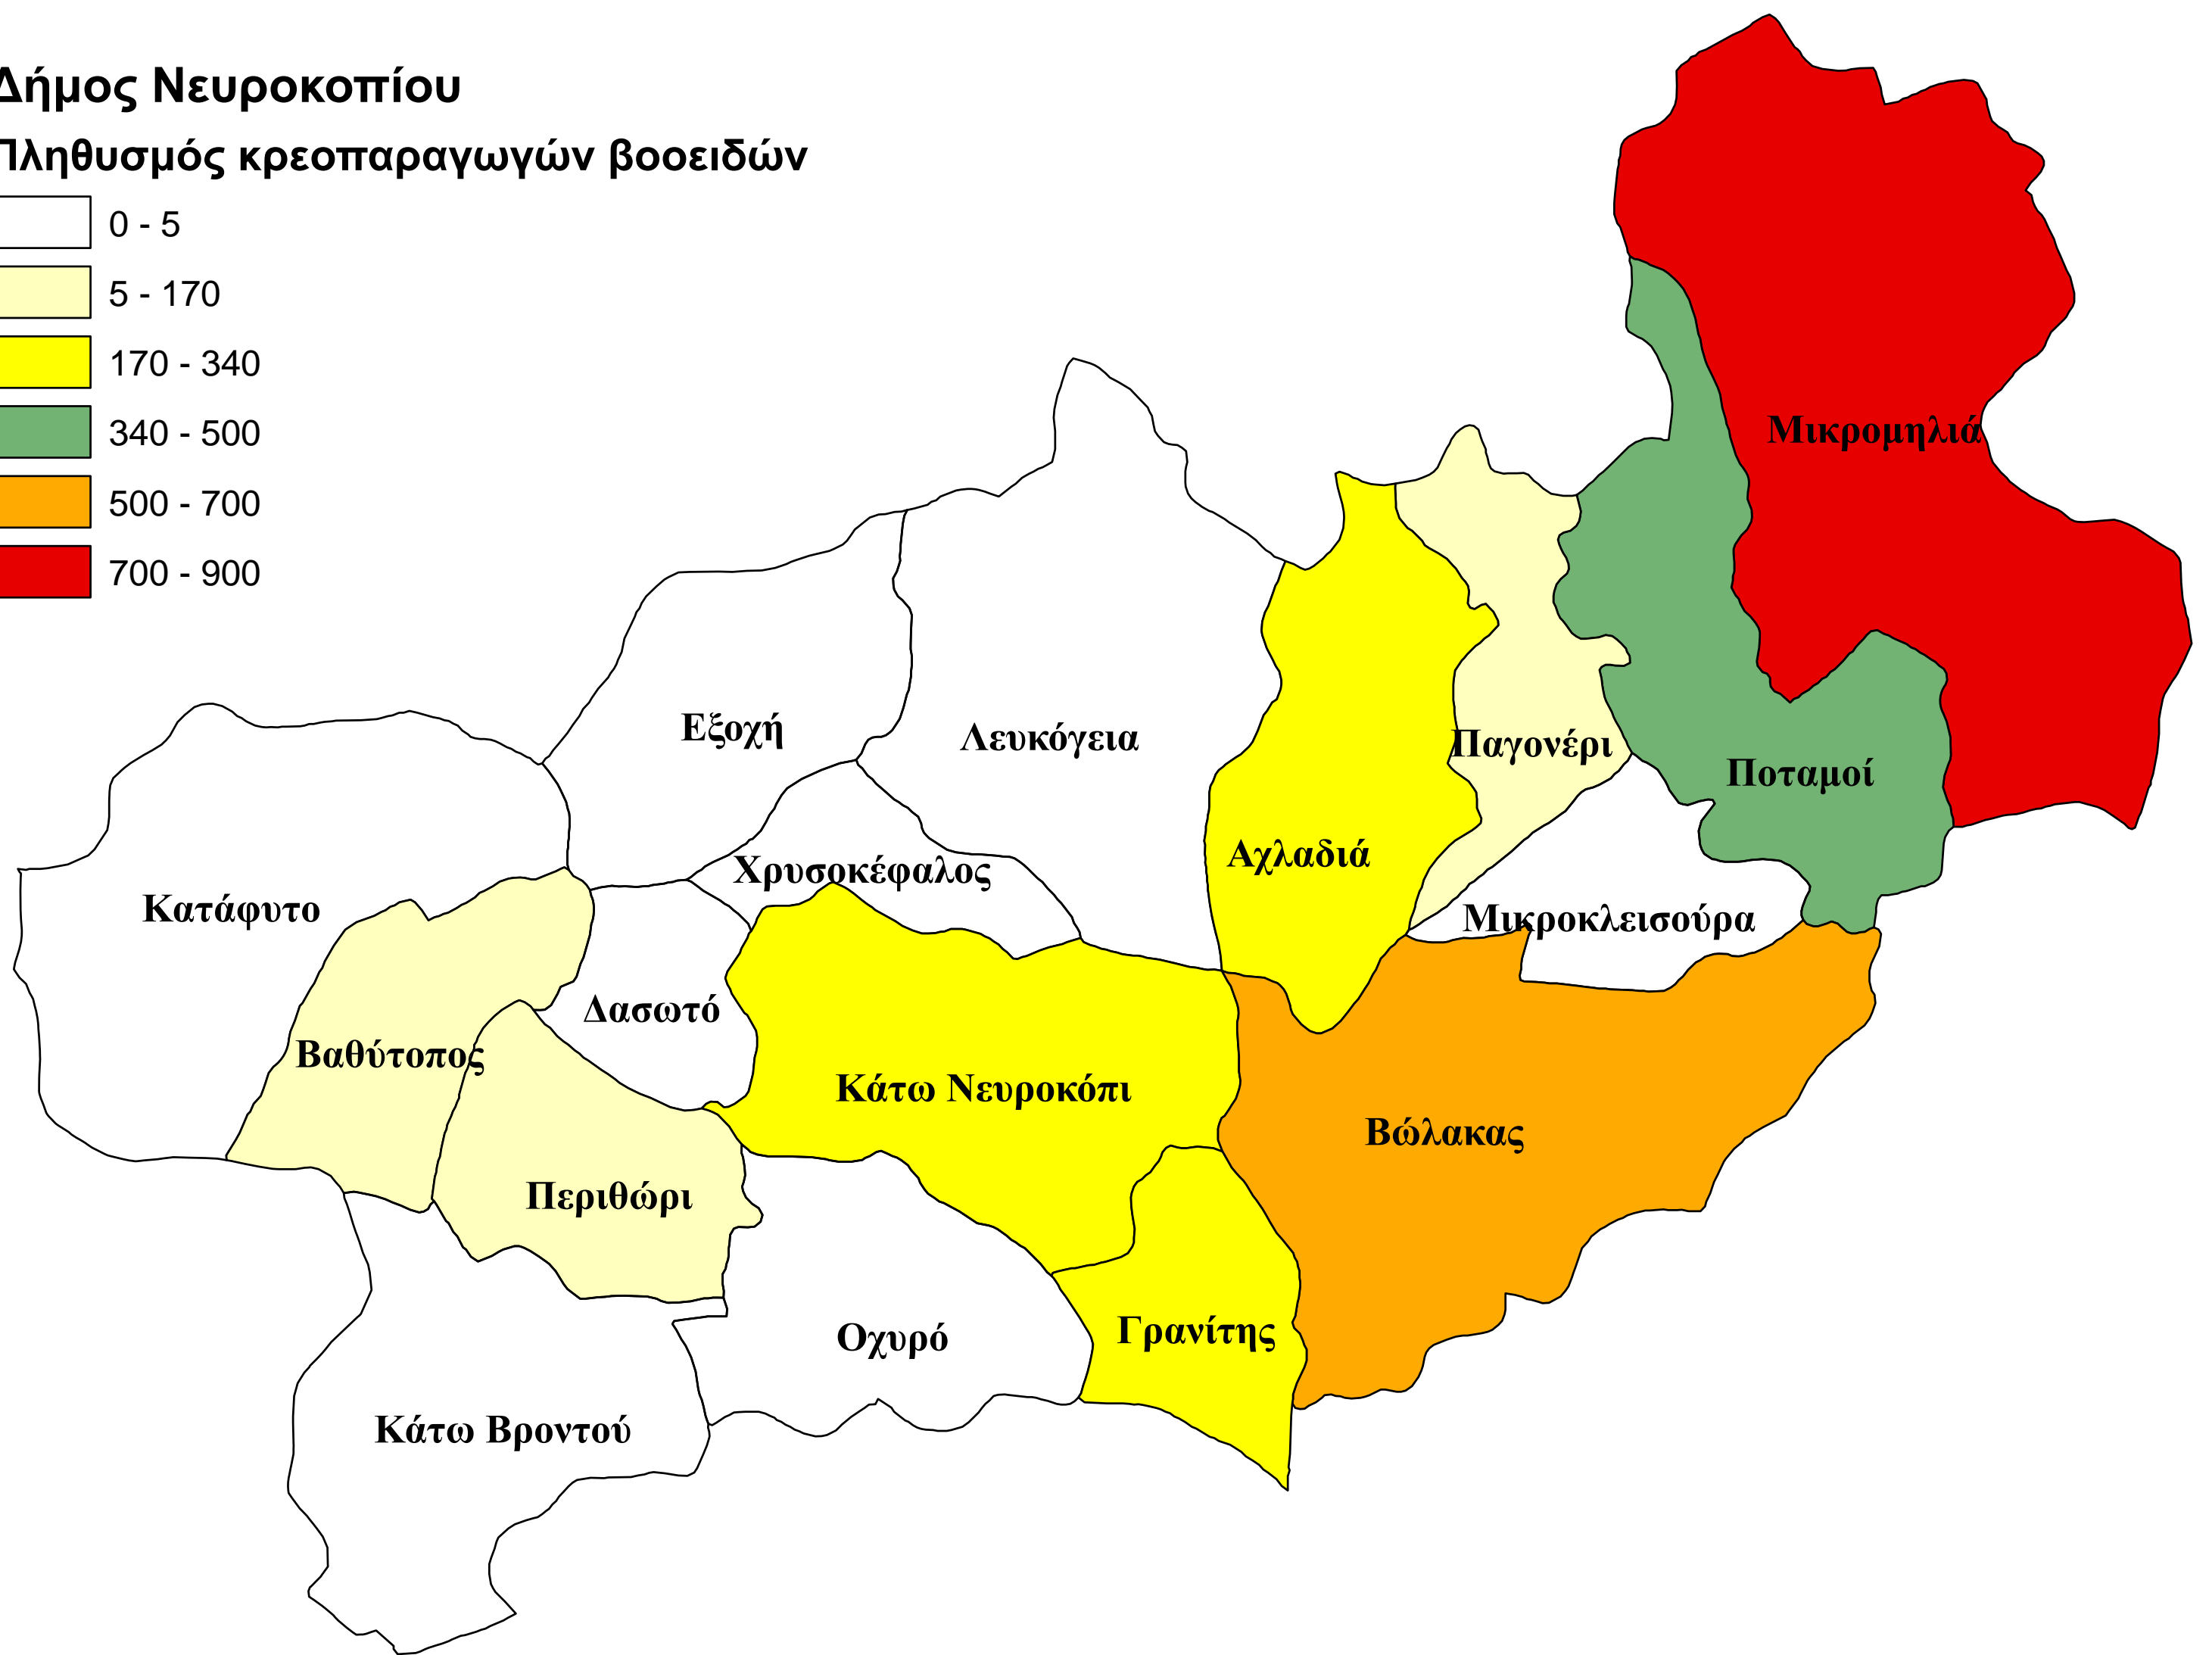 Δήμος Νευροκοπίου
Πληθυσμός κρεοπαραγωγών βοοειδών
0 - 5
5 - 170
170 - 340
340 - 500
500 - 700
700 - 900
Μικρομηλιά
Εξοχή
Λευκόγεια
Παγονέρι
Ποταμοί
Αχλαδιά
Χρυσοκέφαλος
Κατάφυτο
Μικροκλεισούρα
Δασωτό
Βαθύτοπος
Κάτω Νευροκόπι
Βώλακας
Περιθώρι
Γρανίτης
Οχυρό
Κάτω Βροντού